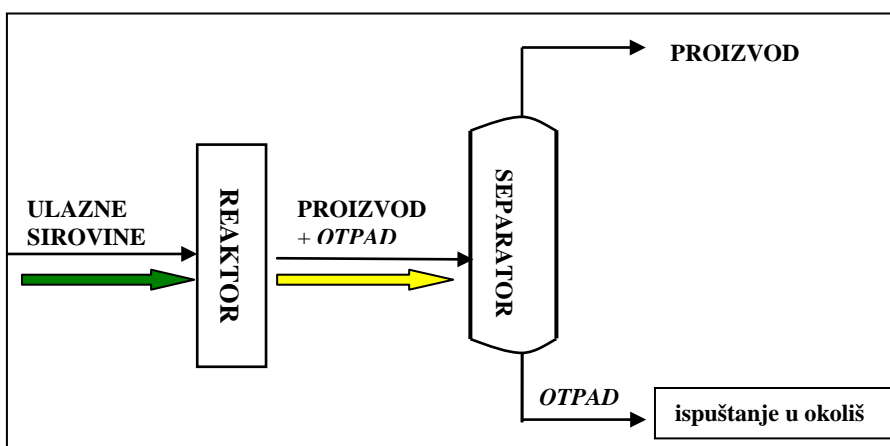 PROIZVOD
ULAZNE
SIROVINE
REAKTOR
PROIZVOD
+ OTPAD
SEPARATOR
OTPAD
ispuštanje u okoliš